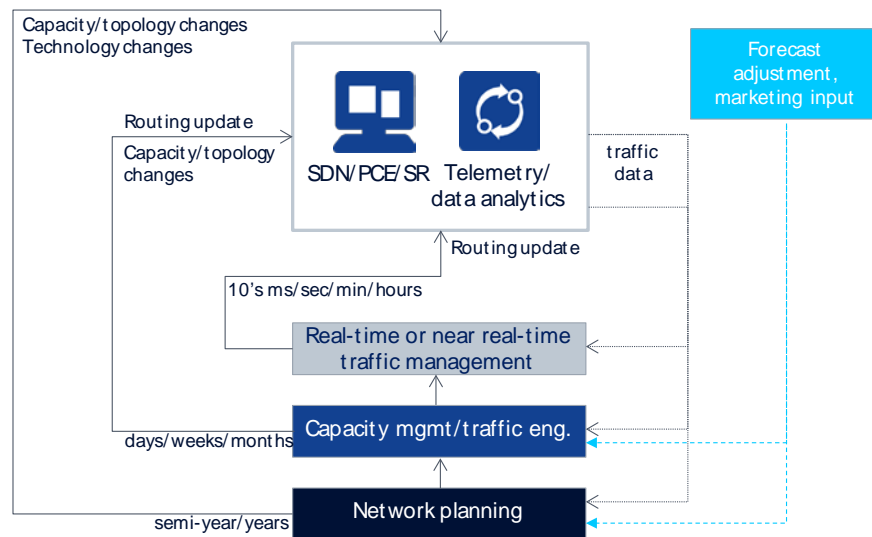 Capacity/topology changes
Technology changes
Forecast
adjustment,
marketing input
Routing update
Capacity/topology
changes
SDN/PCE/SR
Telemetry/
data analytics
traffic
data
Routing update
10's ms/sec/min/hours
Real-time or near real-time
traffic management
days/weeks/months
Capacity mgmt/traffic eng.
Network planning
semi-year/years